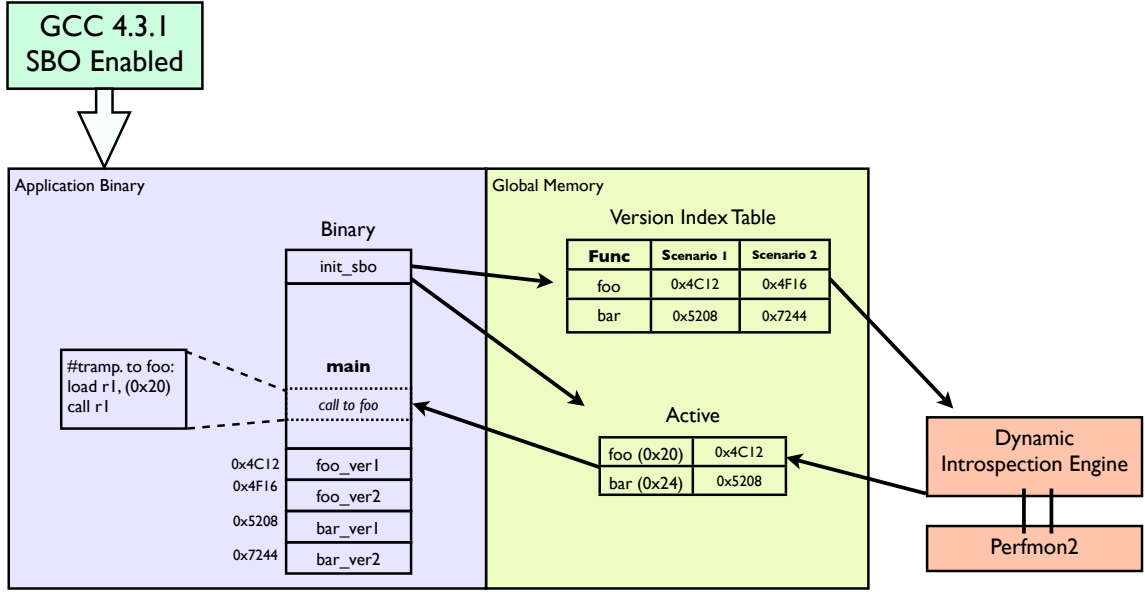 GCC 4.3.1
SBO Enabled
Application Binary
Binary
init_sbo
main
call to foo
#tramp. to foo:
load r1, (0x20)
call r1
0x4C12 foo_ver1
0x4F16 foo_ver2
0x5208 bar_ver1
0x7244 bar_ver2
Global Memory
Version Index Table
Func Scenario 1 Scenario 2
foo 0x4C12 0x4F16
bar 0x5208 0x7244
Active
foo (0x20) 0x4C12
bar (0x24) 0x5208
Dynamic
Introspection Engine
Perfmon2